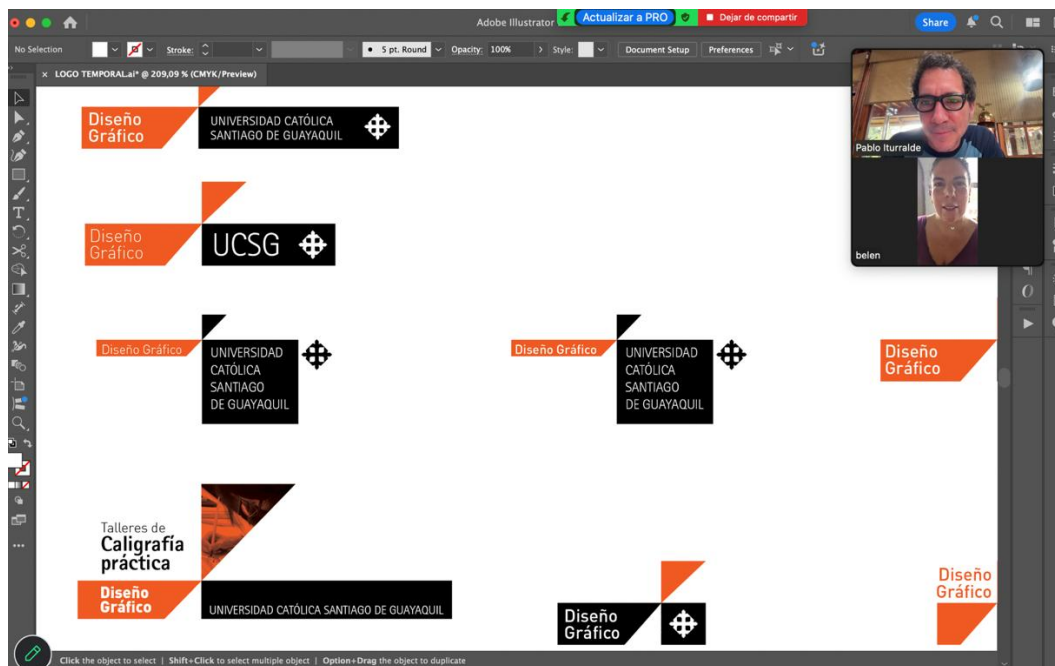 Adobe Illustrator
Actualizar a PRO
Dejar de compartir
Share
No Selection
Stroke:
5 pt. Round
Opacity: 100%
Style:
Document Setup
Preferences
× LOGO TEMPORAL.ai* @ 209,09 % (CMYK/Preview)
Pablo Iturralde
belen
Diseño
Gráfico
UNIVERSIDAD CATÓLICA
SANTIAGO DE GUAYAQUIL
Diseño
Gráfico
UCSG
Diseño Gráfico
UNIVERSIDAD
CATÓLICA
SANTIAGO
DE GUAYAQUIL
Diseño Gráfico
UNIVERSIDAD
CATÓLICA
SANTIAGO
DE GUAYAQUIL
Diseño
Gráfico
Talleres de
Caligrafía
práctica
Diseño
Gráfico
UNIVERSIDAD CATÓLICA SANTIAGO DE GUAYAQUIL
Diseño
Gráfico
Diseño
Gráfico
Click the object to select | Shift+Click to select multiple object | Option+Drag the object to duplicate